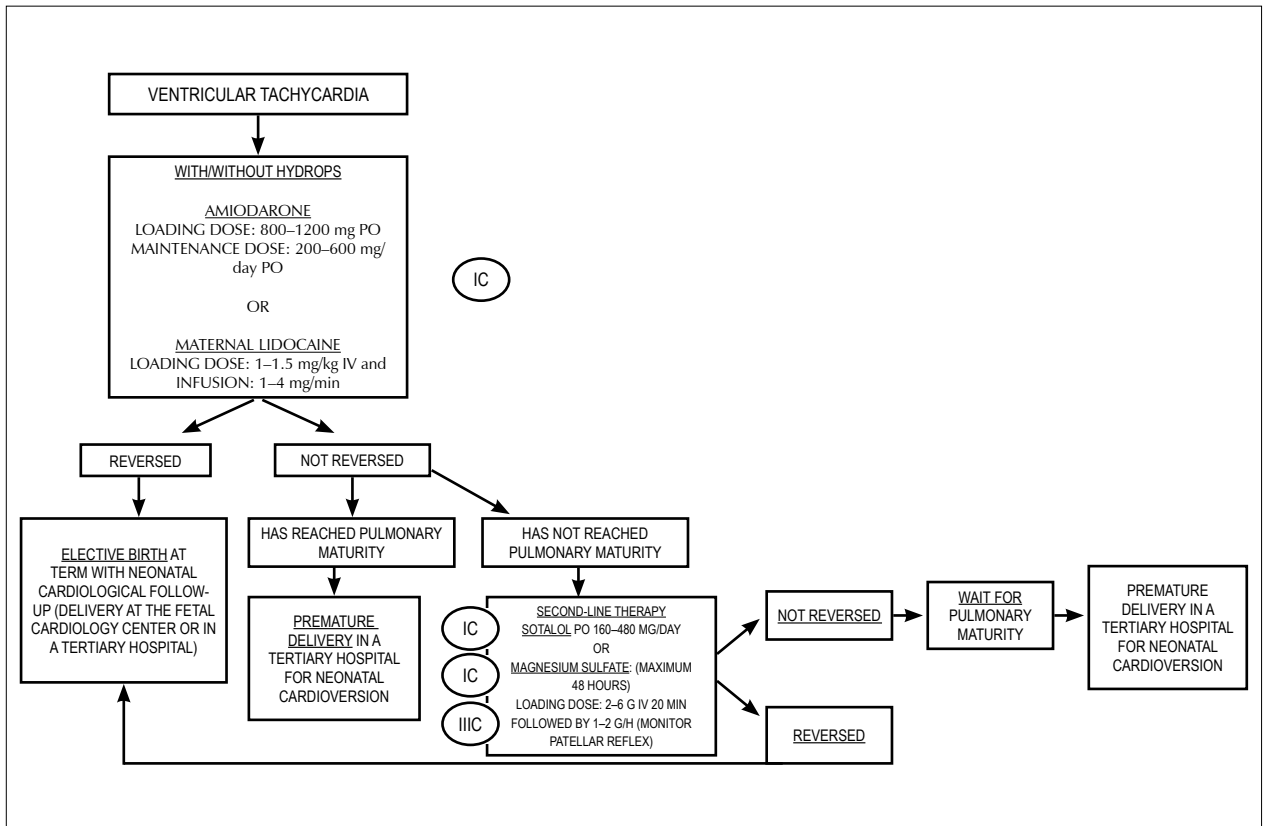 VENTRICULAR TACHYCARDIA
WITH/WITHOUT HYDROPS
AMIODARONE
LOADING DOSE: 800–1200 mg PO
MAINTENANCE DOSE: 200–600 mg/
day PO
OR
MATERNAL LIDOCAINE
LOADING DOSE: 1–1.5 mg/kg IV and
INFUSION: 1–4 mg/min
IC
REVERSED
NOT REVERSED
ELECTIVE BIRTH AT
TERM WITH NEONATAL
CARDIOLOGICAL FOLLOW-
UP (DELIVERY AT THE FETAL
CARDIOLOGY CENTER OR IN
A TERTIARY HOSPITAL)
HAS REACHED PULMONARY
MATURITY
HAS NOT REACHED
PULMONARY MATURITY
PREMATURE
DELIVERY IN A
TERTIARY HOSPITAL
FOR NEONATAL
CARDIOVERSION
IC
IC
IIIC
SECOND-LINE THERAPY
SOTALOL PO 160–480 MG/DAY
OR
MAGNESIUM SULFATE: (MAXIMUM
48 HOURS)
LOADING DOSE: 2–6 G IV 20 MIN
FOLLOWED BY 1–2 G/H (MONITOR
PATELLAR REFLEX)
NOT REVERSED
WAIT FOR
PULMONARY
MATURITY
PREMATURE
DELIVERY IN A
TERTIARY HOSPITAL
FOR NEONATAL
CARDIOVERSION
REVERSED